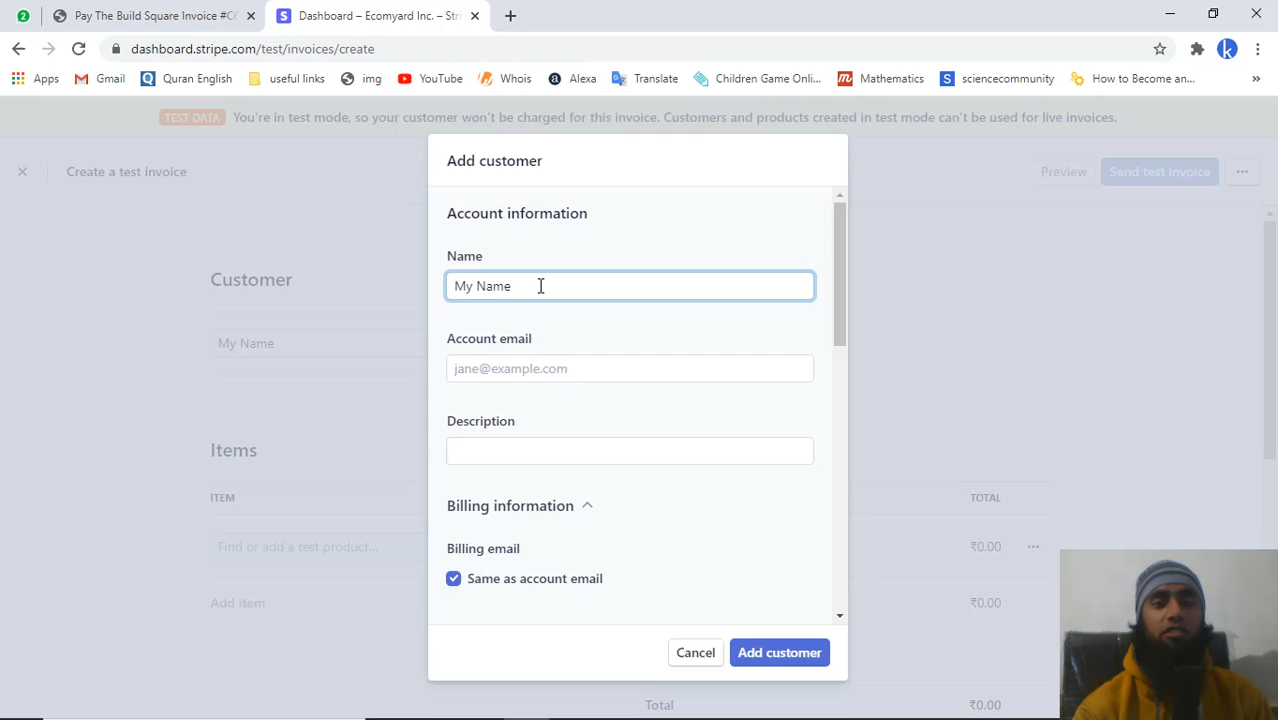 2
Pay The Build Square Invoice #C6
Dashboard – Ecomyard Inc. – Str
dashboard.stripe.com/test/invoices/create
Apps Gmail Quran English useful links img YouTube Whois Alexa Translate Children Game Onli... Mathematics sciencecommunity How to Become an... »
TEST DATA You're in test mode, so your customer won't be charged for this invoice. Customers and products created in test mode can't be used for live invoices.
Create a test invoice
Preview
Send test invoice
Add customer
Account information
Name
My Name
Account email
jane@example.com
Description
Billing information
Billing email
Same as account email
Cancel
Add customer
Customer
My Name
Items
ITEM
TOTAL
Find or add a test product...
₹0.00
Add item
₹0.00
Total
₹0.00